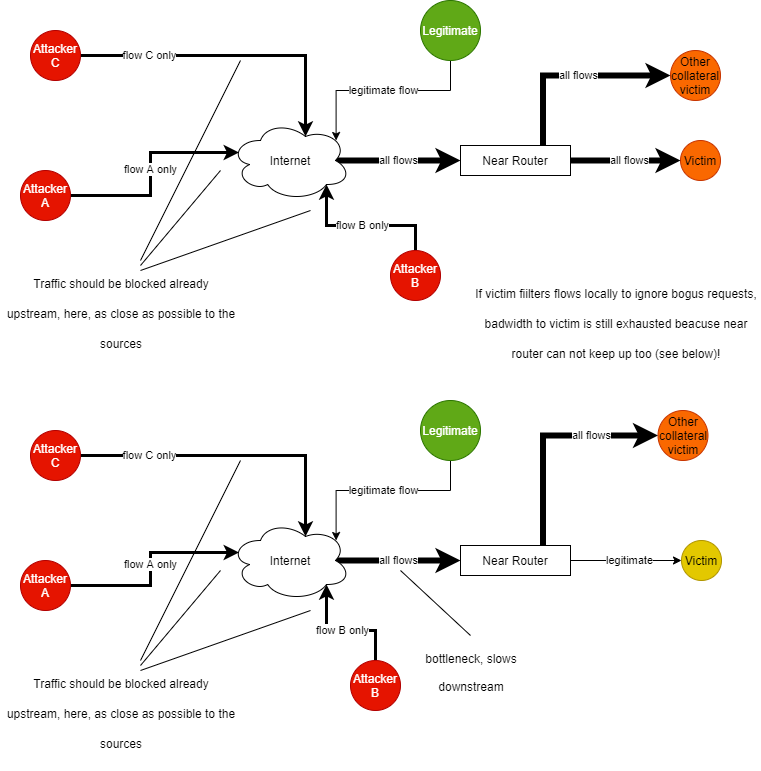 Attacker
C
flow C only
Legitimate
Other
collateral
victim
all flows
legitimate flow
Internet
all flows
Near Router
all flows
Victim
flow A only
Attacker
A
flow B only
Attacker
B
Traffic should be blocked already
upstream, here, as close as possible to the
sources
If victim fiilters flows locally to ignore bogus requests,
badwidth to victim is still exhausted beacuse near
router can not keep up too (see below)!
Attacker
C
flow C only
Legitimate
Other
collateral
victim
all flows
legitimate flow
Internet
all flows
Near Router
legitimate
Victim
flow A only
Attacker
A
flow B only
Attacker
B
bottleneck, slows
downstream
Traffic should be blocked already
upstream, here, as close as possible to the
sources